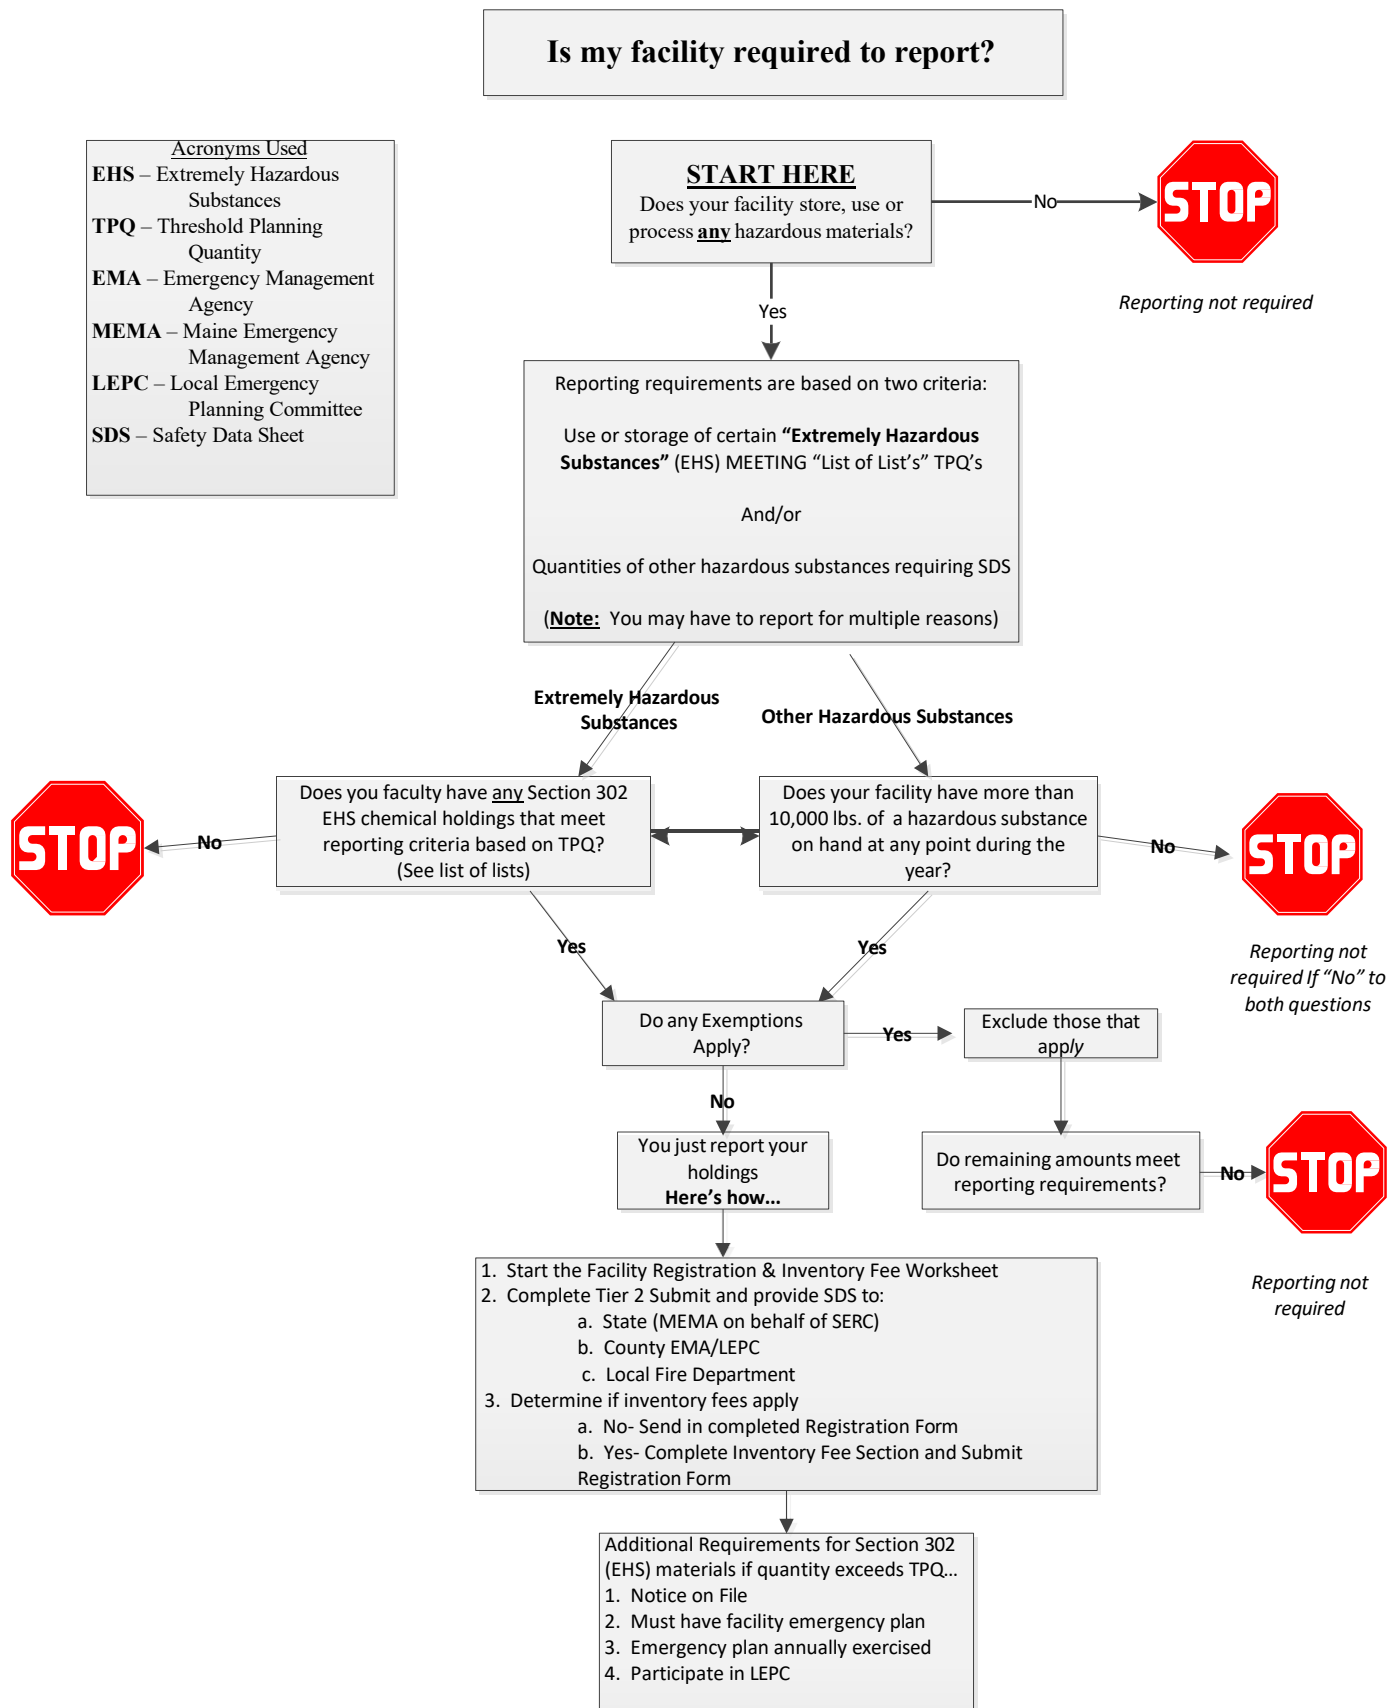 Is my facility required to report?
Acronyms Used
EHS – Extremely Hazardous
Substances
TPQ – Threshold Planning
Quantity
EMA – Emergency Management
Agency
MEMA – Maine Emergency
Management Agency
LEPC – Local Emergency
Planning Committee
SDS – Safety Data Sheet
START HERE
Does your facility store, use or
process any hazardous materials?
No
STOP
Reporting not required
Yes
Reporting requirements are based on two criteria:
Use or storage of certain “Extremely Hazardous
Substances” (EHS) MEETING “List of List’s” TPQ’s
And/or
Quantities of other hazardous substances requiring SDS
(Note: You may have to report for multiple reasons)
Extremely Hazardous
Substances
Other Hazardous Substances
STOP
No
Does you faculty have any Section 302
EHS chemical holdings that meet
reporting criteria based on TPQ?
(See list of lists)
Does your facility have more than
10,000 lbs. of a hazardous substance
on hand at any point during the
year?
No
STOP
Reporting not
required If “No” to
both questions
Yes
Yes
Do any Exemptions
Apply?
Yes
Exclude those that
apply
No
You just report your
holdings
Here’s how...
Do remaining amounts meet
reporting requirements?
No
STOP
Reporting not
required
1. Start the Facility Registration & Inventory Fee Worksheet
2. Complete Tier 2 Submit and provide SDS to:
a. State (MEMA on behalf of SERC)
b. County EMA/LEPC
c. Local Fire Department
3. Determine if inventory fees apply
a. No- Send in completed Registration Form
b. Yes- Complete Inventory Fee Section and Submit
Registration Form
Additional Requirements for Section 302
(EHS) materials if quantity exceeds TPQ...
1. Notice on File
2. Must have facility emergency plan
3. Emergency plan annually exercised
4. Participate in LEPC